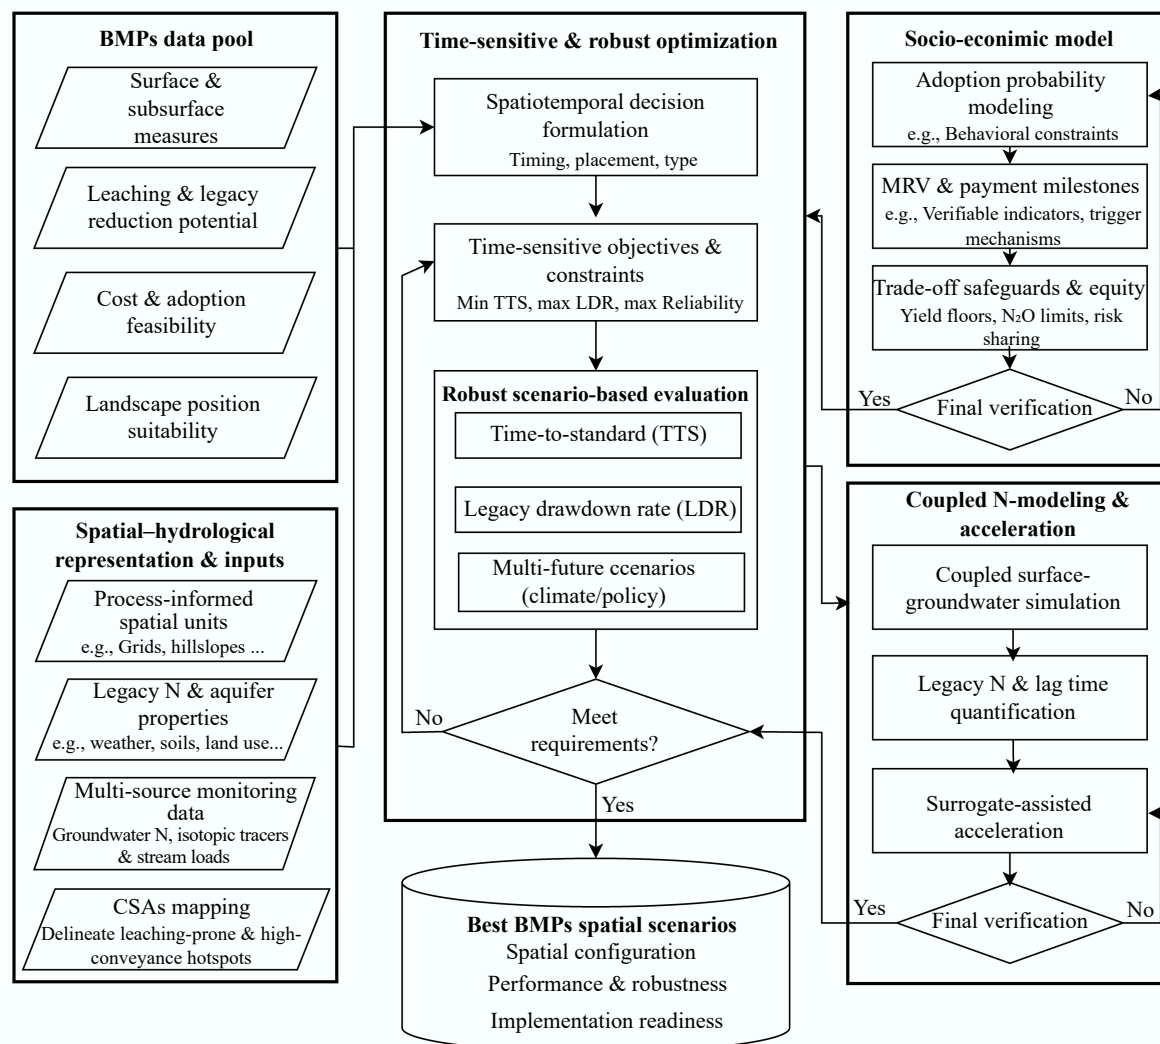 BMPs data pool
Surface &
subsurface
measures
Leaching & legacy
reduction potential
Cost & adoption
feasibility
Landscape position
suitability
Spatial–hydrological
representation & inputs
Process-informed
spatial units
e.g., Grids, hillslopes ...
Legacy N & aquifer
properties
e.g., weather, soils, land use...
Multi-source monitoring
data
Groundwater N, isotopic tracers
& stream loads
CSAs mapping
Delineate leaching-prone & high-
conveyance hotspots
Time-sensitive & robust optimization
Spatiotemporal decision
formulation
Timing, placement, type
Time-sensitive objectives &
constraints
Min TTS, max LDR, max Reliability
Robust scenario-based evaluation
Time-to-standard (TTS)
Legacy drawdown rate (LDR)
Multi-future ccenarios
(climate/policy)
No
Meet
requirements?
Yes
Best BMPs spatial scenarios
Spatial configuration
Performance & robustness
Implementation readiness
Socio-econimic model
Adoption probability
modeling
e.g., Behavioral constraints
MRV & payment milestones
e.g., Verifiable indicators, trigger
mechanisms
Trade-off safeguards & equity
Yield floors, N₂O limits, risk
sharing
Yes
Final verification
No
Coupled N-modeling &
acceleration
Coupled surface-
groundwater simulation
Legacy N & lag time
quantification
Surrogate-assisted
acceleration
Yes
Final verification
No